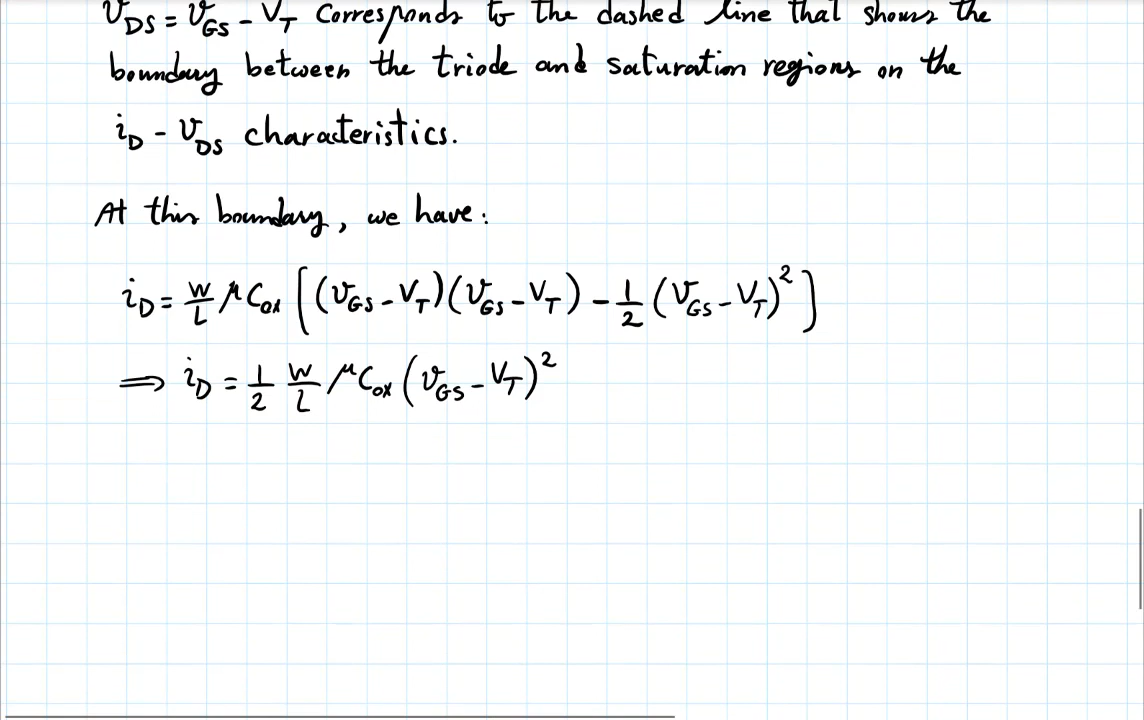 v_DS = v_GS - V_T corresponds to the dashed line that shows the
boundary between the triode and saturation regions on the
i_D - v_DS characteristics.
At this boundary, we have:
i_D = W/L μC_ox [(v_GS - V_T)(v_GS - V_T) - 1/2 (v_GS - V_T)^2]
⟹ i_D = 1/2 W/L μC_ox (v_GS - V_T)^2